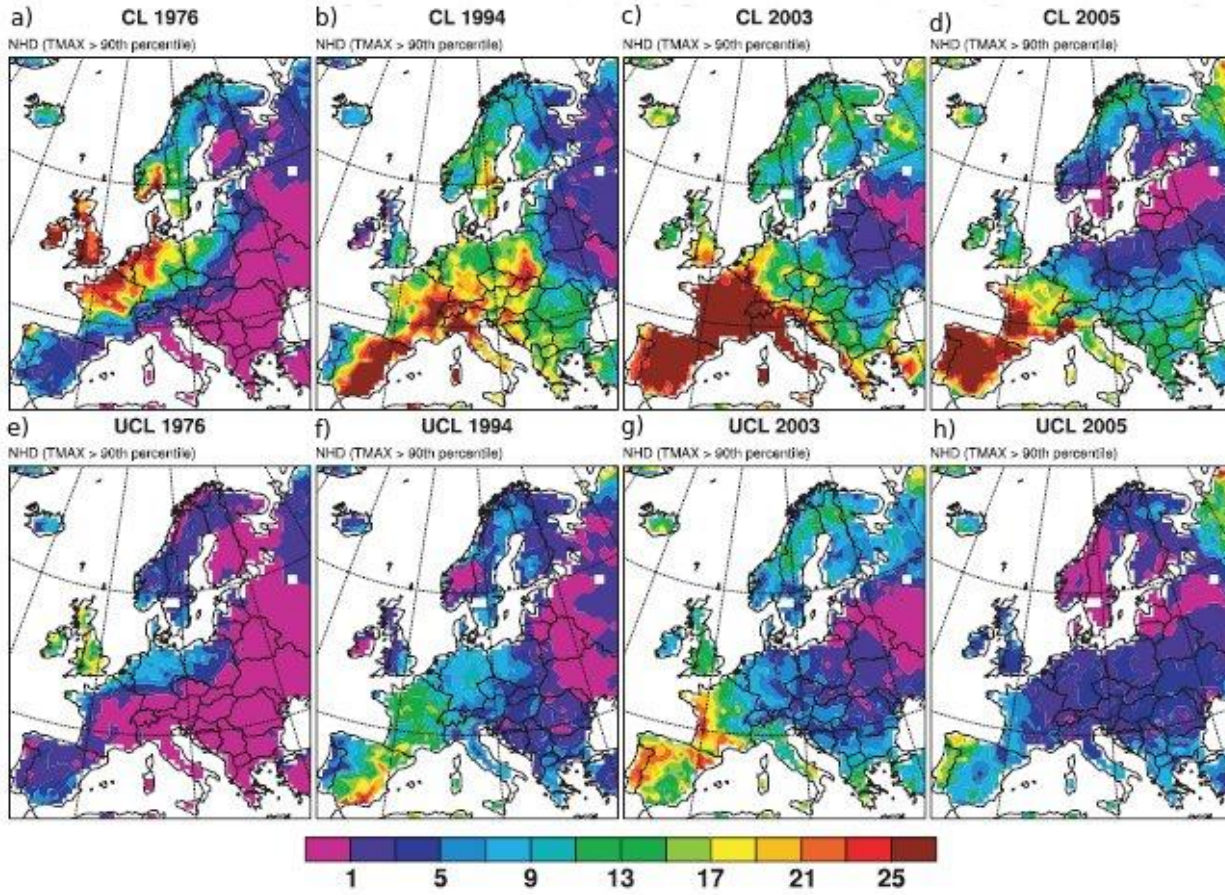 a) CL 1976
NHD (TMAX > 90th percentile)
b) CL 1994
NHD (TMAX > 90th percentile)
c) CL 2003
NHD (TMAX > 90th percentile)
d) CL 2005
NHD (TMAX > 90th percentile)
e) UCL 1976
NHD (TMAX > 90th percentile)
f) UCL 1994
NHD (TMAX > 90th percentile)
g) UCL 2003
NHD (TMAX > 90th percentile)
h) UCL 2005
NHD (TMAX > 90th percentile)
1 5 9 13 17 21 25